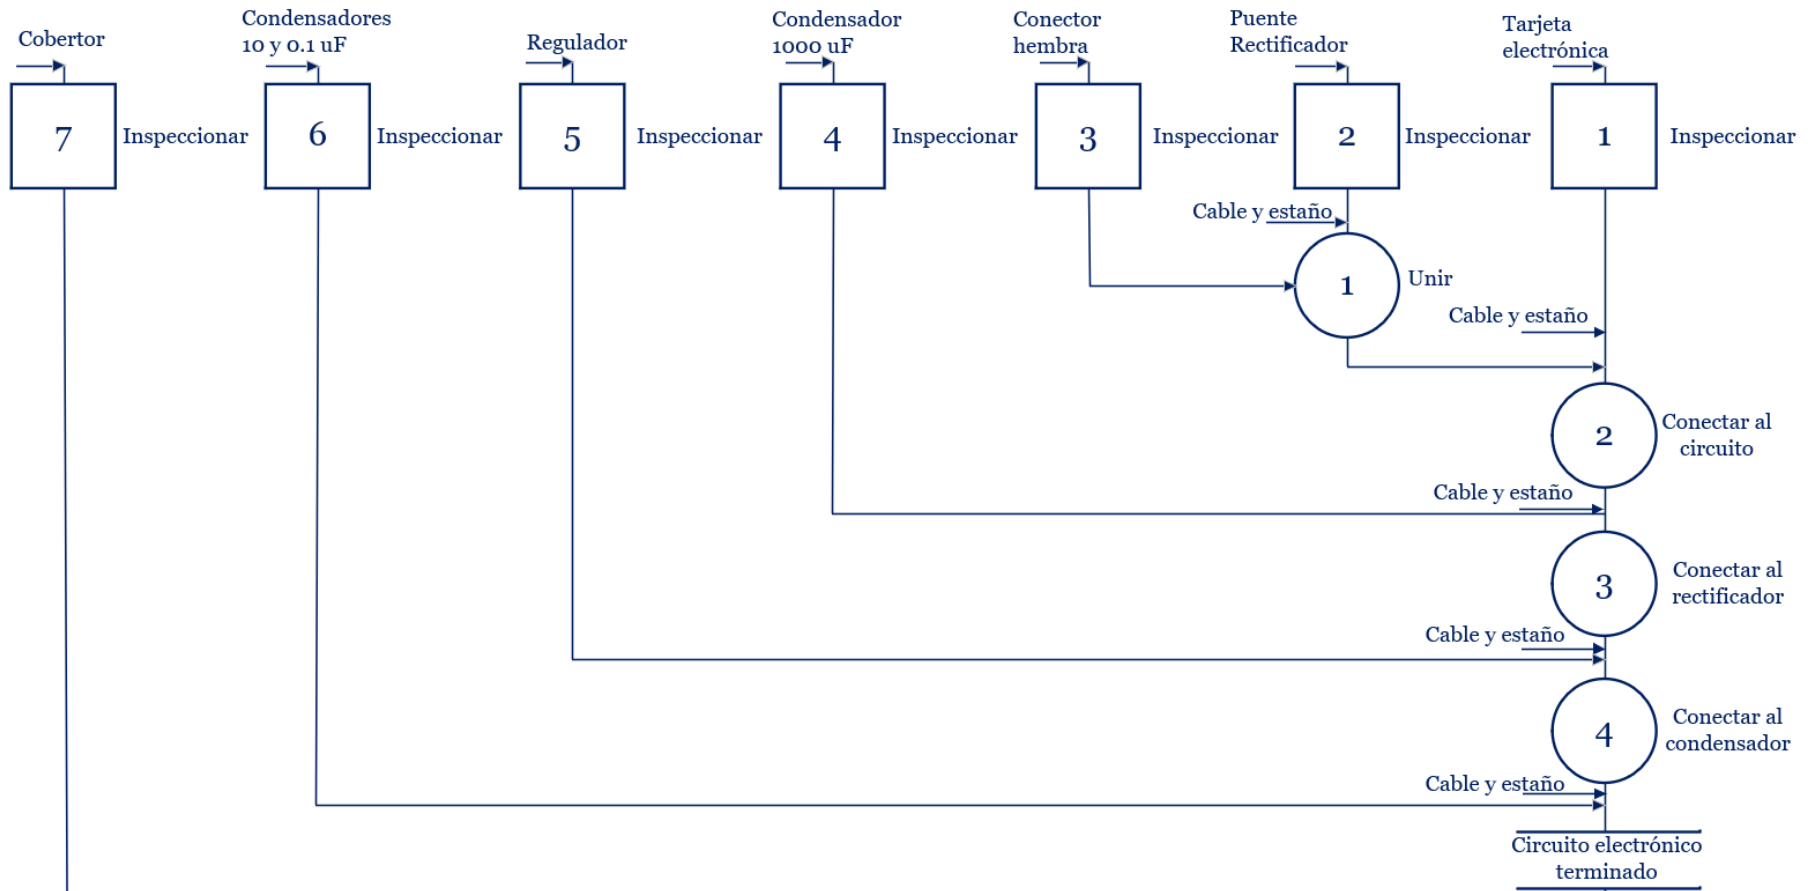 Cobertor
Condensadores
10 y 0.1 uF
Regulador
Condensador
1000 uF
Conector
hembra
Puente
Rectificador
Tarjeta
electrónica
7
Inspeccionar
6
Inspeccionar
5
Inspeccionar
4
Inspeccionar
3
Inspeccionar
2
Inspeccionar
1
Inspeccionar
Cable y estaño
1
Unir
Cable y estaño
2
Conectar al
circuito
Cable y estaño
3
Conectar al
rectificador
Cable y estaño
4
Conectar al
condensador
Cable y estaño
Circuito electrónico
terminado